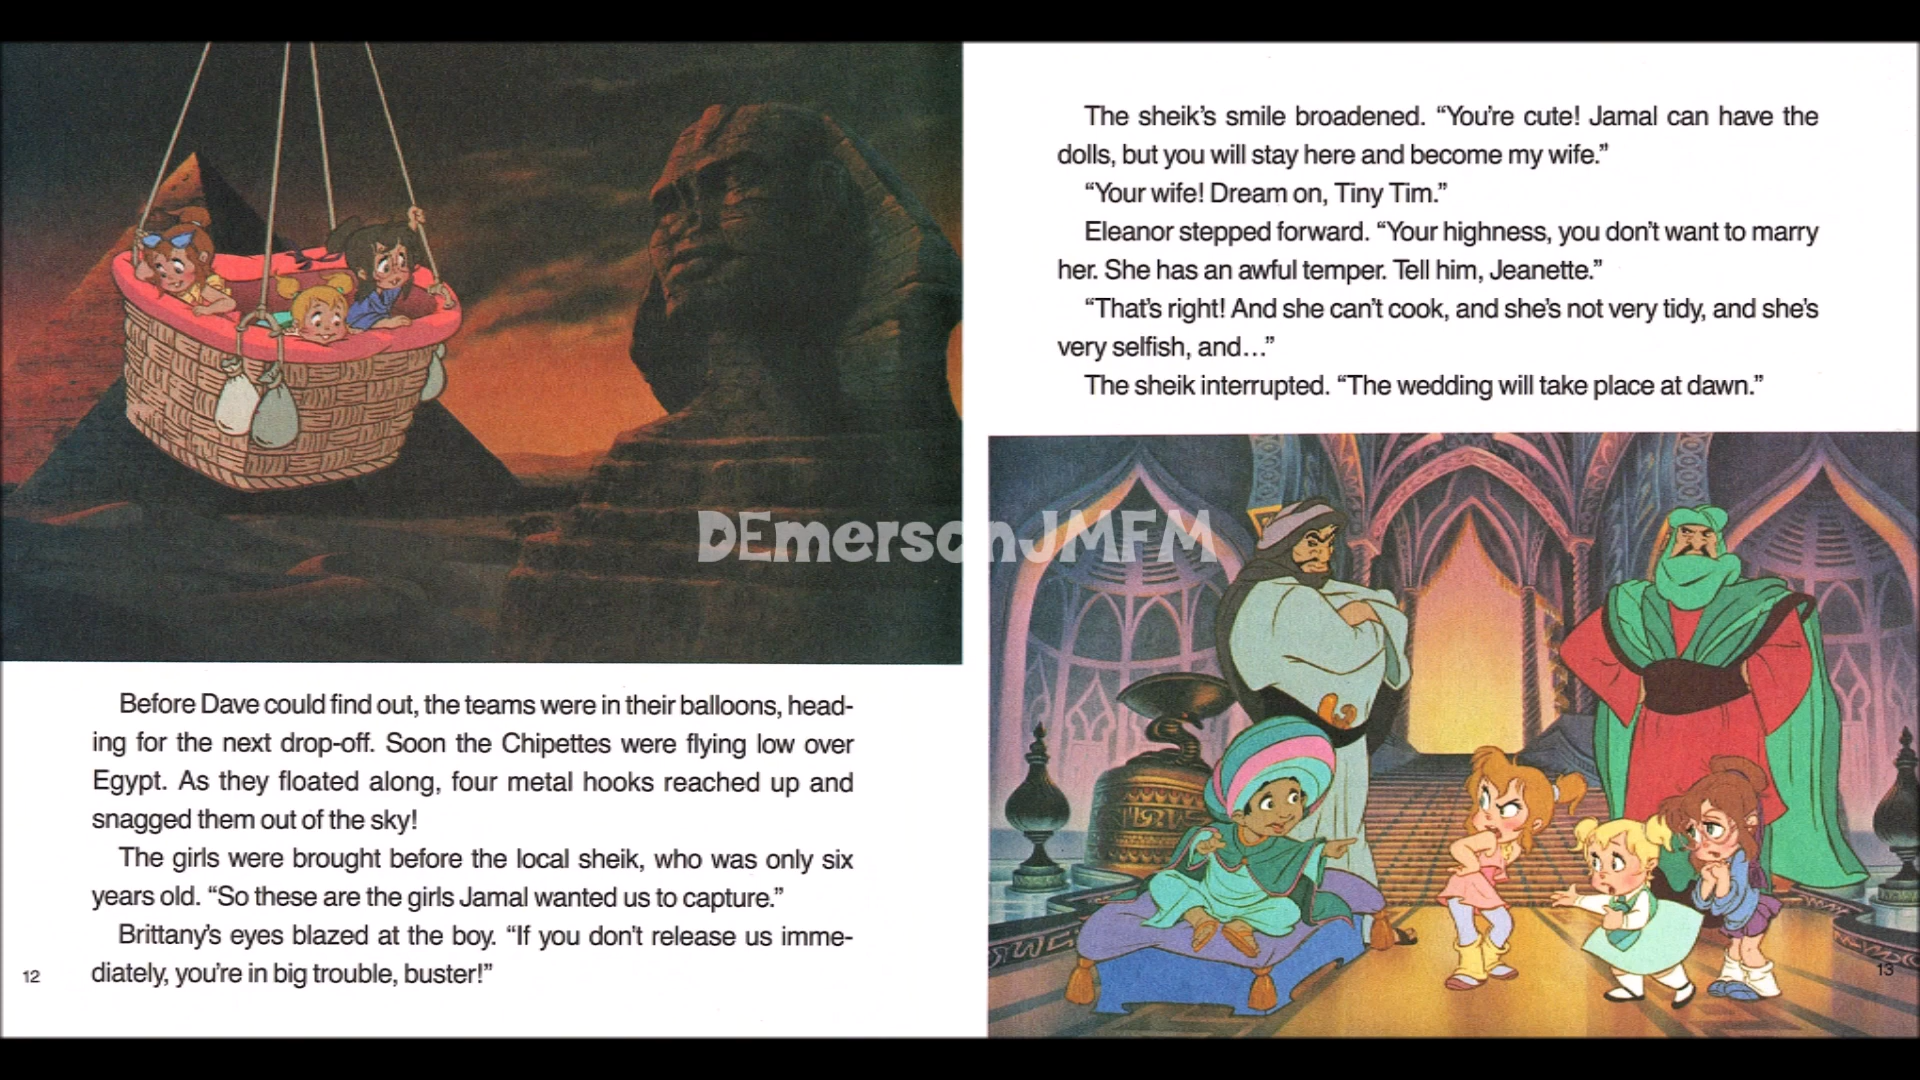 Before Dave could find out, the teams were in their balloons, head-
ing for the next drop-off. Soon the Chipettes were flying low over
Egypt. As they floated along, four metal hooks reached up and
snagged them out of the sky!
The girls were brought before the local sheik, who was only six
years old. “So these are the girls Jamal wanted us to capture.”
Brittany’s eyes blazed at the boy. “If you don’t release us imme-
diately, you’re in big trouble, buster!”
12
The sheik’s smile broadened. “You’re cute! Jamal can have the
dolls, but you will stay here and become my wife.”
“Your wife! Dream on, Tiny Tim.”
Eleanor stepped forward. “Your highness, you don’t want to marry
her. She has an awful temper. Tell him, Jeanette.”
“That’s right! And she can’t cook, and she’s not very tidy, and she’s
very selfish, and…”
The sheik interrupted. “The wedding will take place at dawn.”
DEmersonJMFM
13